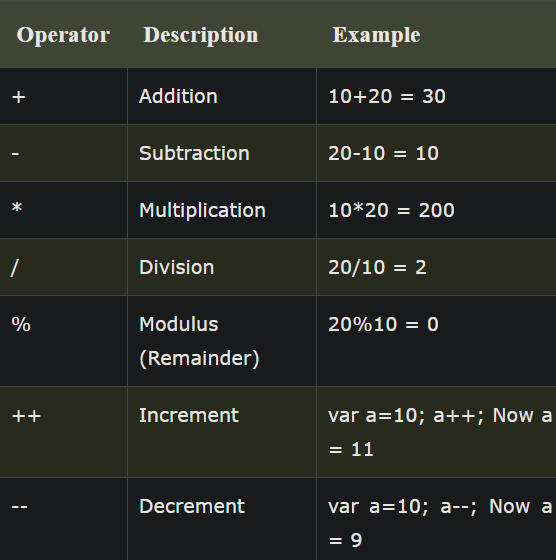 Operator Description Example
+ Addition 10+20 = 30
- Subtraction 20-10 = 10
* Multiplication 10*20 = 200
/ Division 20/10 = 2
% Modulus 20%10 = 0
(Remainder)
++ Increment var a=10; a++; Now a
= 11
-- Decrement var a=10; a--; Now a
= 9